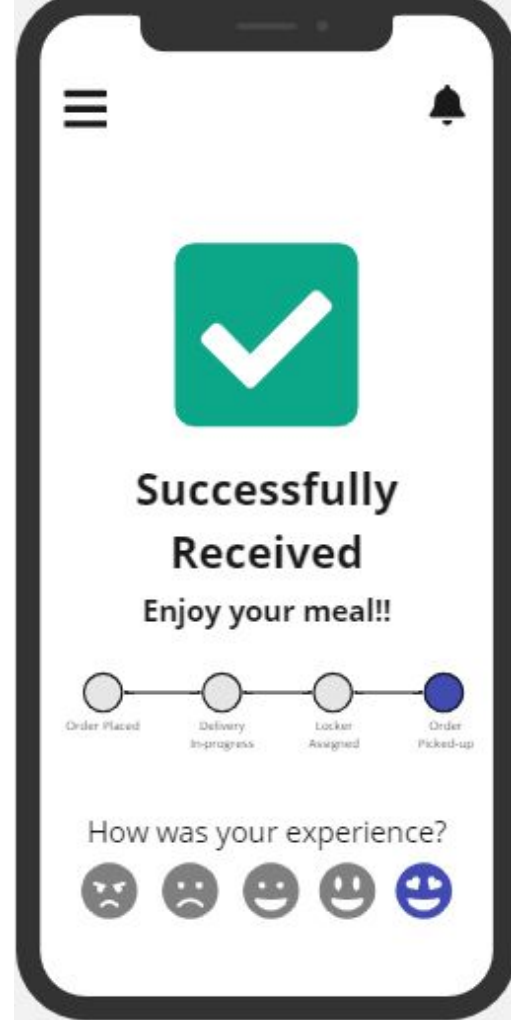 Successfully
Received
Enjoy your meal!!
Order Placed
Delivery
In-progress
Locker
Assigned
Order
Picked-up
How was your experience?